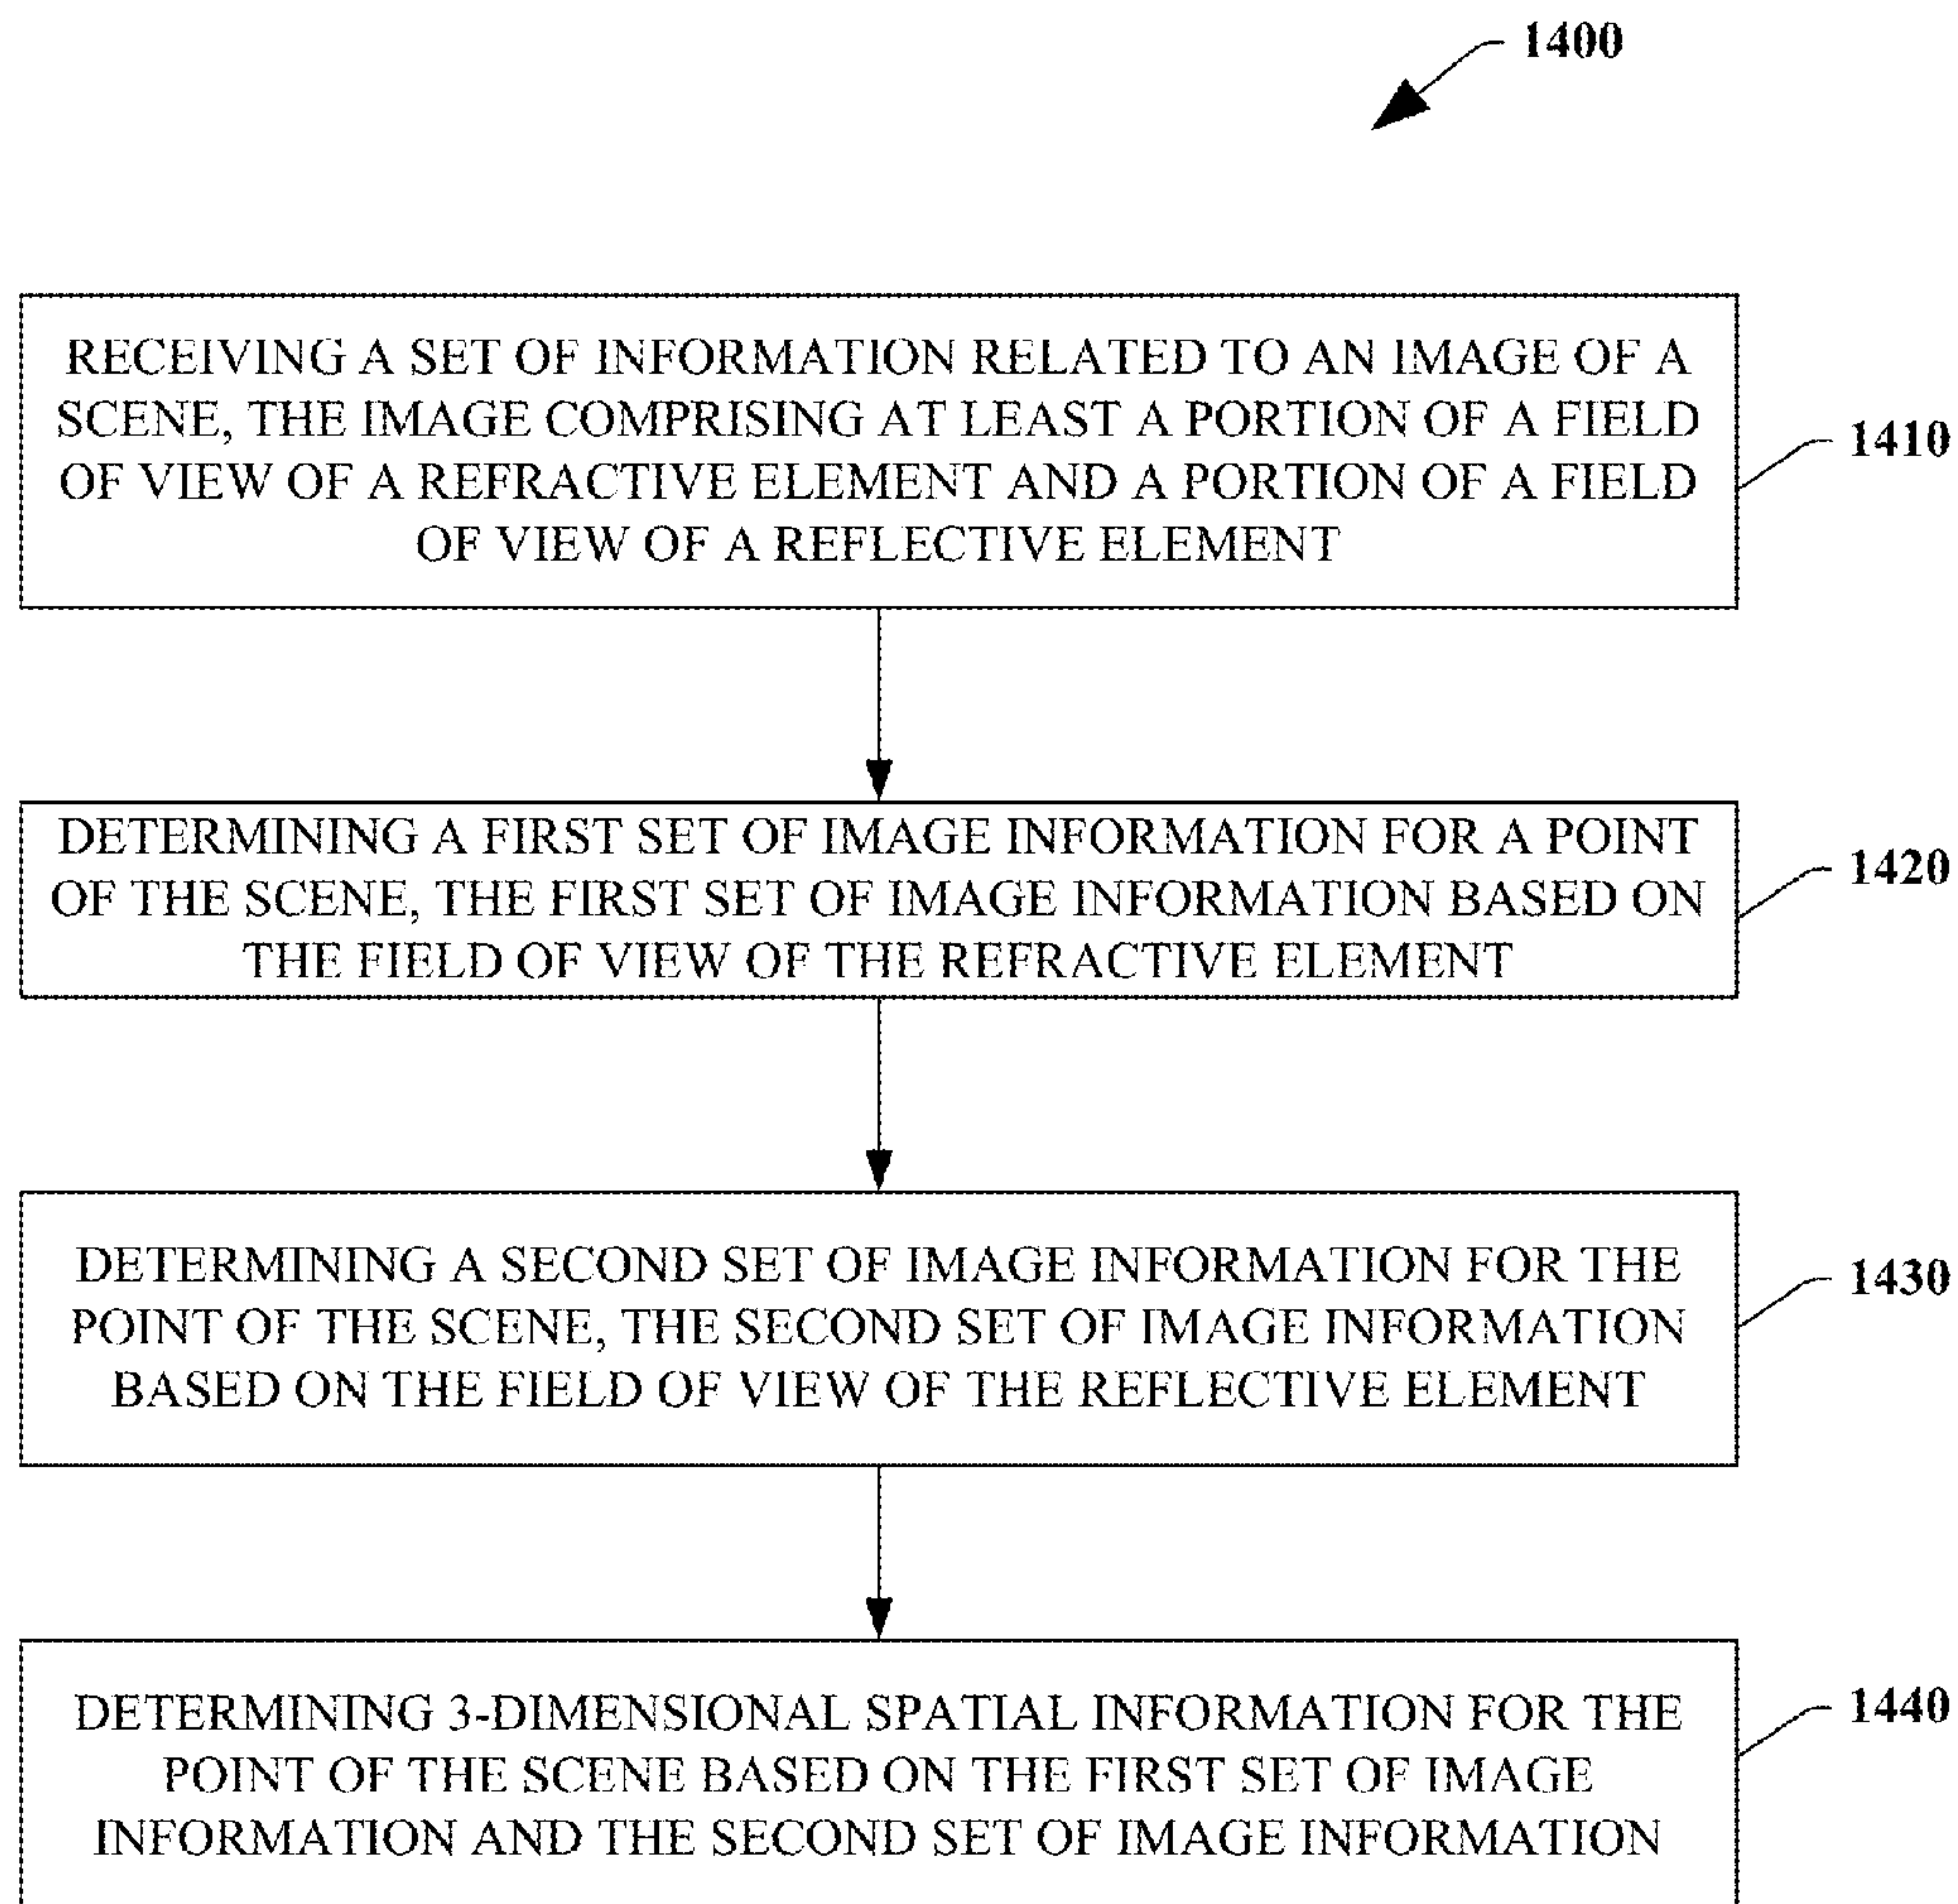 1400
RECEIVING A SET OF INFORMATION RELATED TO AN IMAGE OF A
SCENE, THE IMAGE COMPRISING AT LEAST A PORTION OF A FIELD
OF VIEW OF A REFRACTIVE ELEMENT AND A PORTION OF A FIELD
OF VIEW OF A REFLECTIVE ELEMENT
1410
DETERMINING A FIRST SET OF IMAGE INFORMATION FOR A POINT
OF THE SCENE, THE FIRST SET OF IMAGE INFORMATION BASED ON
THE FIELD OF VIEW OF THE REFRACTIVE ELEMENT
1420
DETERMINING A SECOND SET OF IMAGE INFORMATION FOR THE
POINT OF THE SCENE, THE SECOND SET OF IMAGE INFORMATION
BASED ON THE FIELD OF VIEW OF THE REFLECTIVE ELEMENT
1430
DETERMINING 3-DIMENSIONAL SPATIAL INFORMATION FOR THE
POINT OF THE SCENE BASED ON THE FIRST SET OF IMAGE
INFORMATION AND THE SECOND SET OF IMAGE INFORMATION
1440